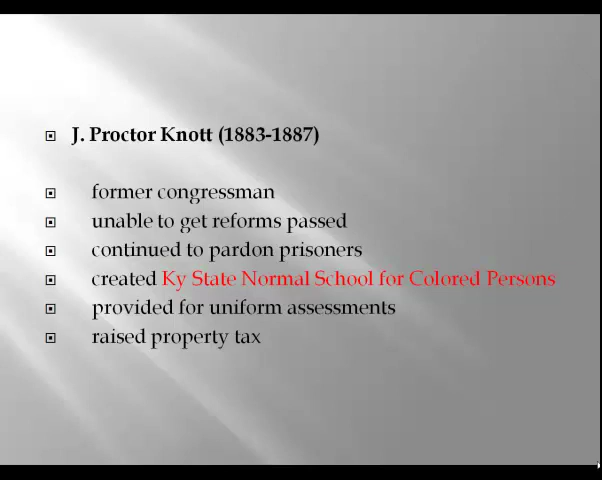 J. Proctor Knott (1883-1887)
former congressman
unable to get reforms passed
continued to pardon prisoners
created Ky State Normal School for Colored Persons
provided for uniform assessments
raised property tax